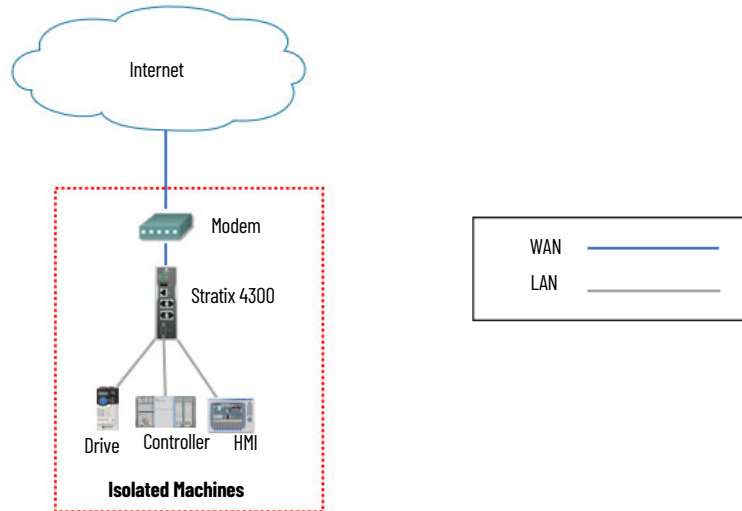 Internet
Modem
Stratix 4300
Drive
Controller
HMI
Isolated Machines
WAN
LAN